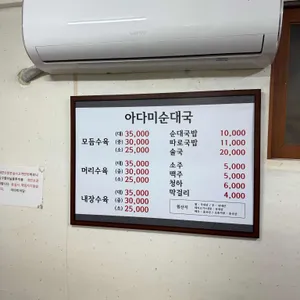 아다미순대국
모듬수육 (대) 35,000
(중) 30,000
(소) 25,000
머리수육 (대) 35,000
(중) 30,000
(소) 25,000
내장수육 (대) 35,000
(중) 30,000
(소) 25,000
순대국밥 10,000
따로국밥 11,000
술국 20,000
소주 5,000
맥주 5,000
청하 6,000
막걸리 4,000
원산지